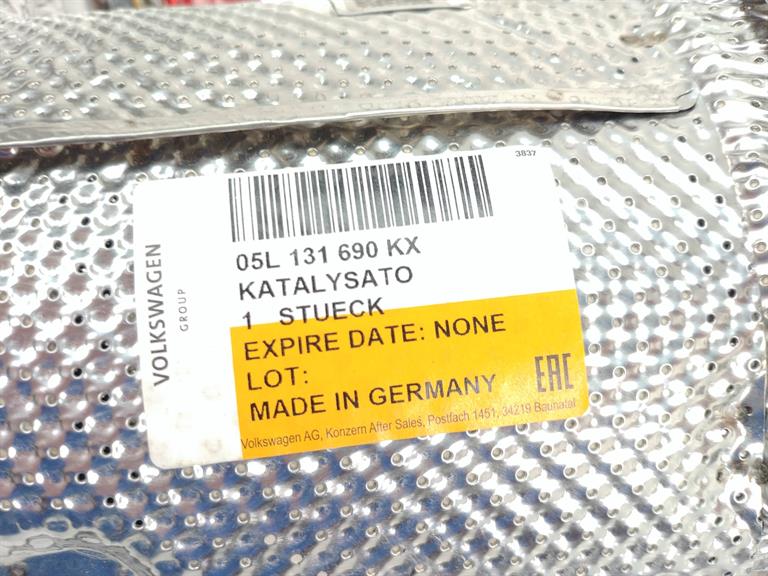 3837
05L 131 690 KX
KATALYSATO
1 STUECK
EXPIRE DATE: NONE
LOT:
MADE IN GERMANY
EAC
Volkswagen AG, Konzern After Sales, Postfach 1451, 34219 Baunatal
VOLKSWAGEN
GROUP